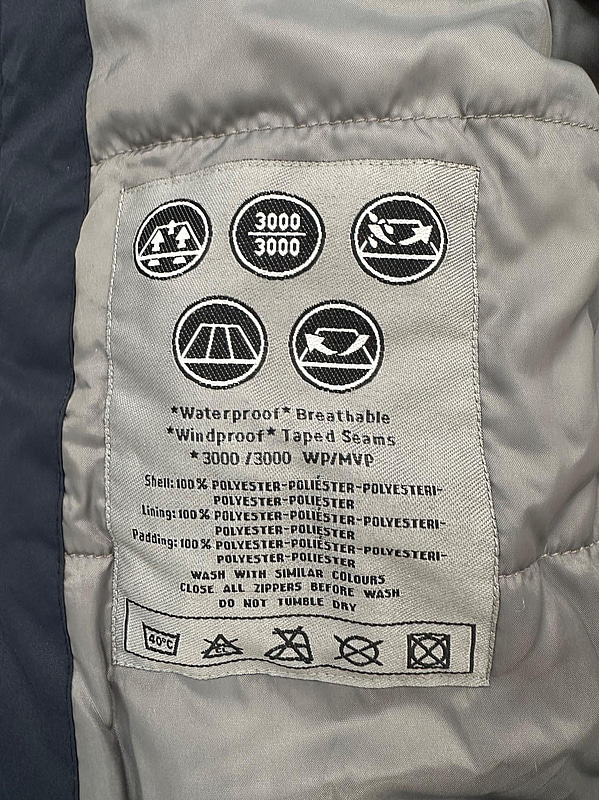 3000
3000
*Waterproof* Breathable
*Windproof* Taped Seams
*3000 /3000 WP/MVP
Shell: 100% POLYESTER-POLIÉSTER-POLYESTERI-
POLYESTER-POLIESTER
Lining: 100% POLYESTER-POLIÉSTER-POLYESTERI-
POLYESTER-POLIESTER
Padding: 100% POLYESTER-POLIÉSTER-POLYESTERI-
POLYESTER-POLIESTER
WASH WITH SIMILAR COLOURS
CLOSE ALL ZIPPERS BEFORE WASH
DO NOT TUMBLE DRY
40°C CL